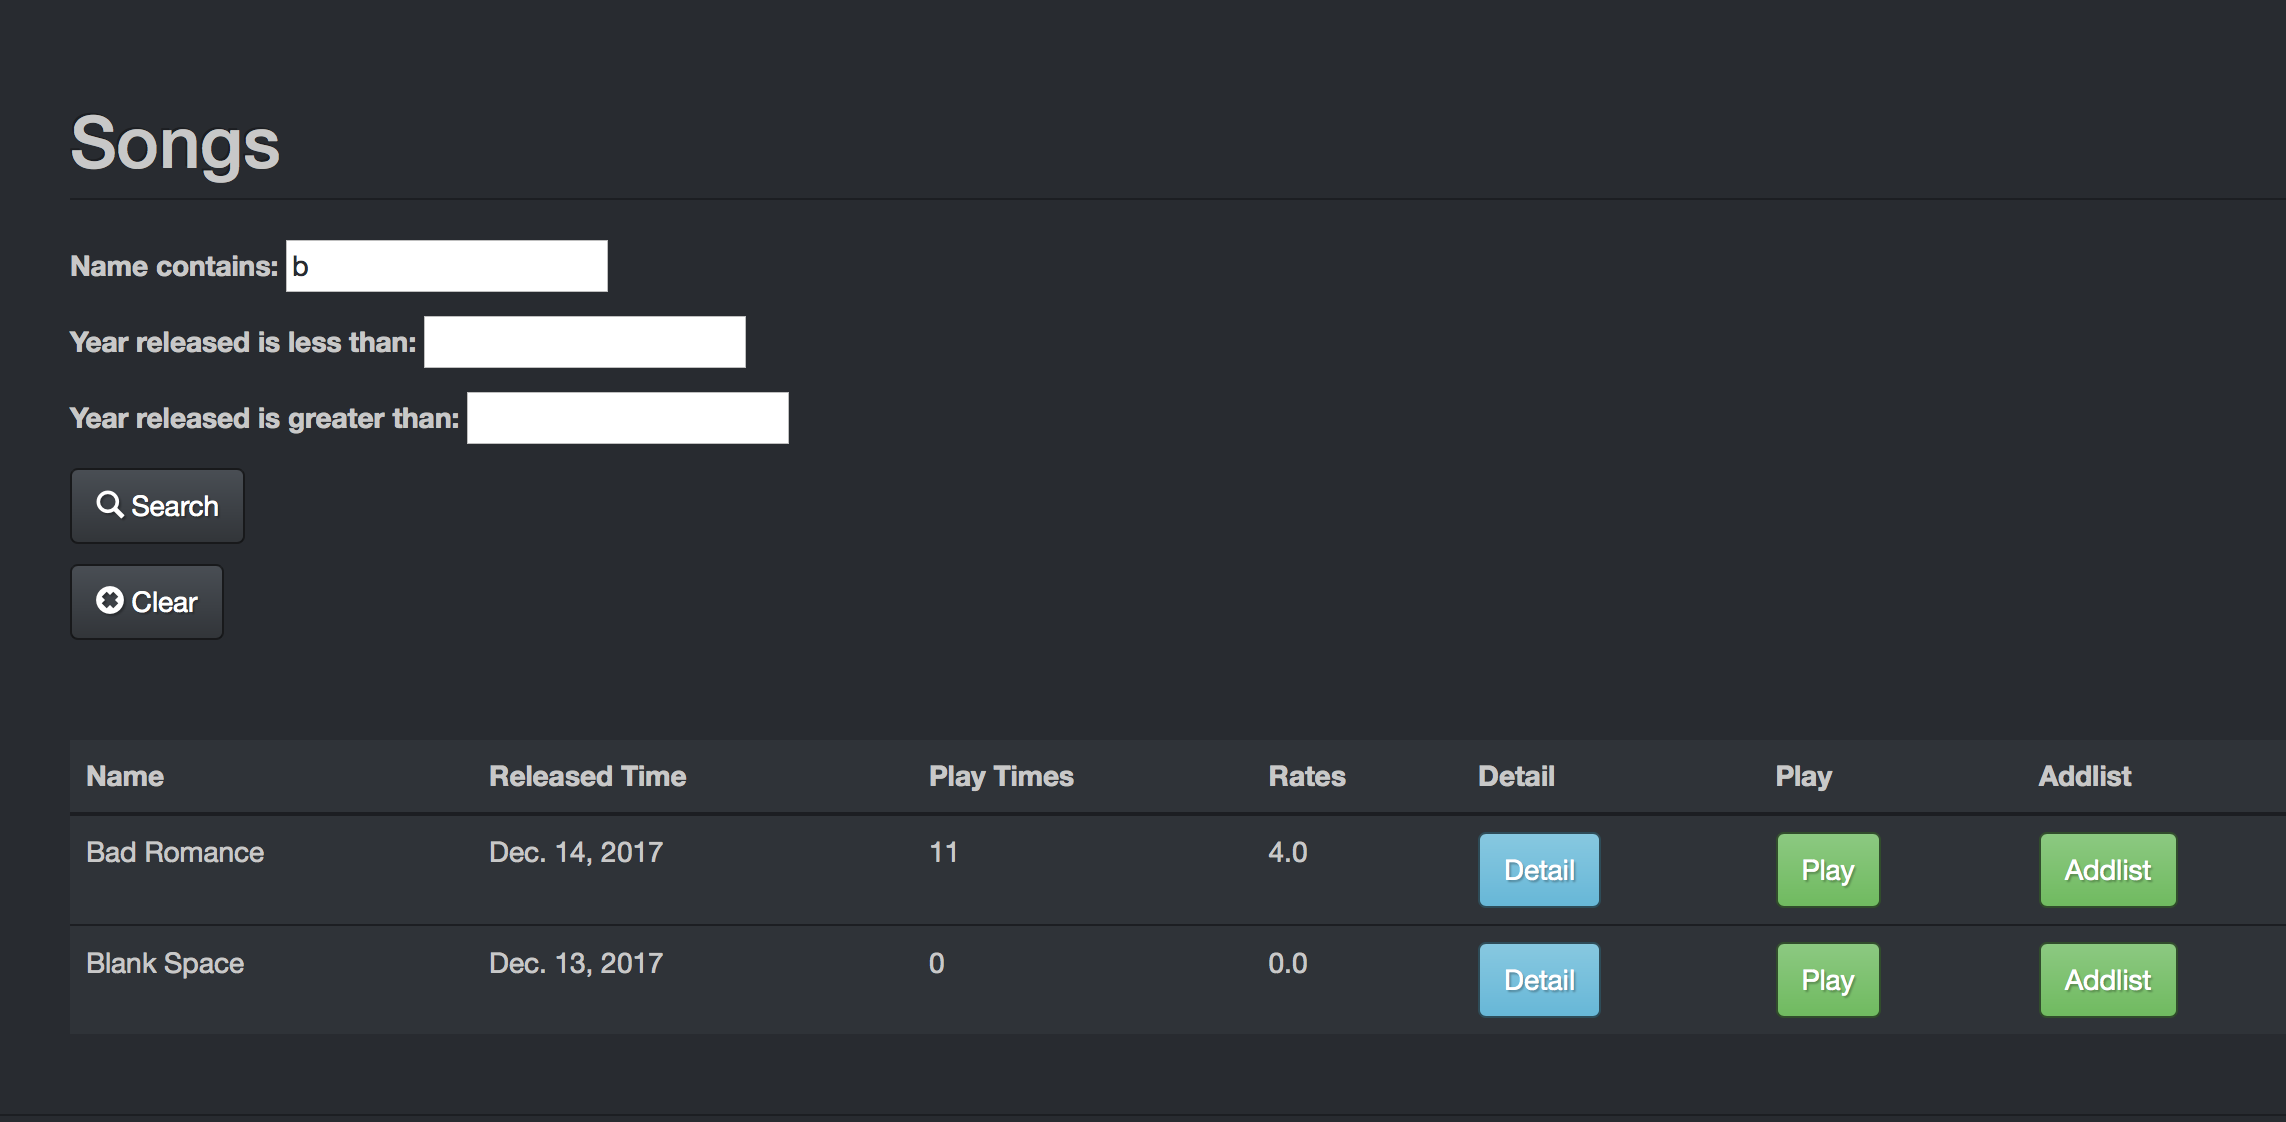 Songs
Name contains: b
Year released is less than:
Year released is greater than:
Search
Clear
Name Released Time Play Times Rates Detail Play Addlist
Bad Romance Dec. 14, 2017 11 4.0 Detail Play Addlist
Blank Space Dec. 13, 2017 0 0.0 Detail Play Addlist